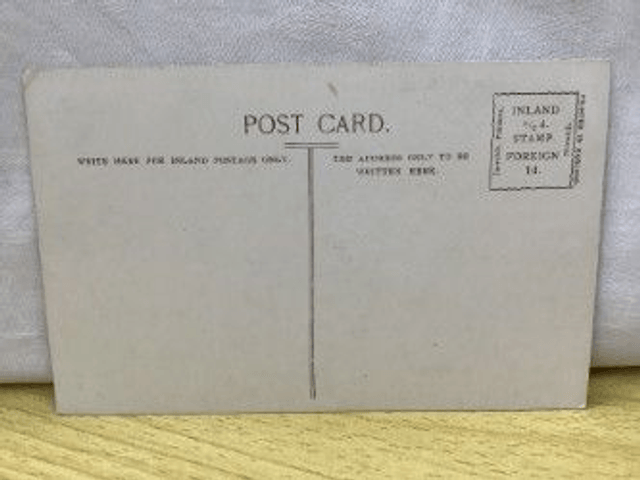 POST CARD.
WRITE HERE FOR INLAND POSTAGE ONLY.
THE ADDRESS ONLY TO BE
WRITTEN HERE.
INLAND
½d.
STAMP
FOREIGN
1d.